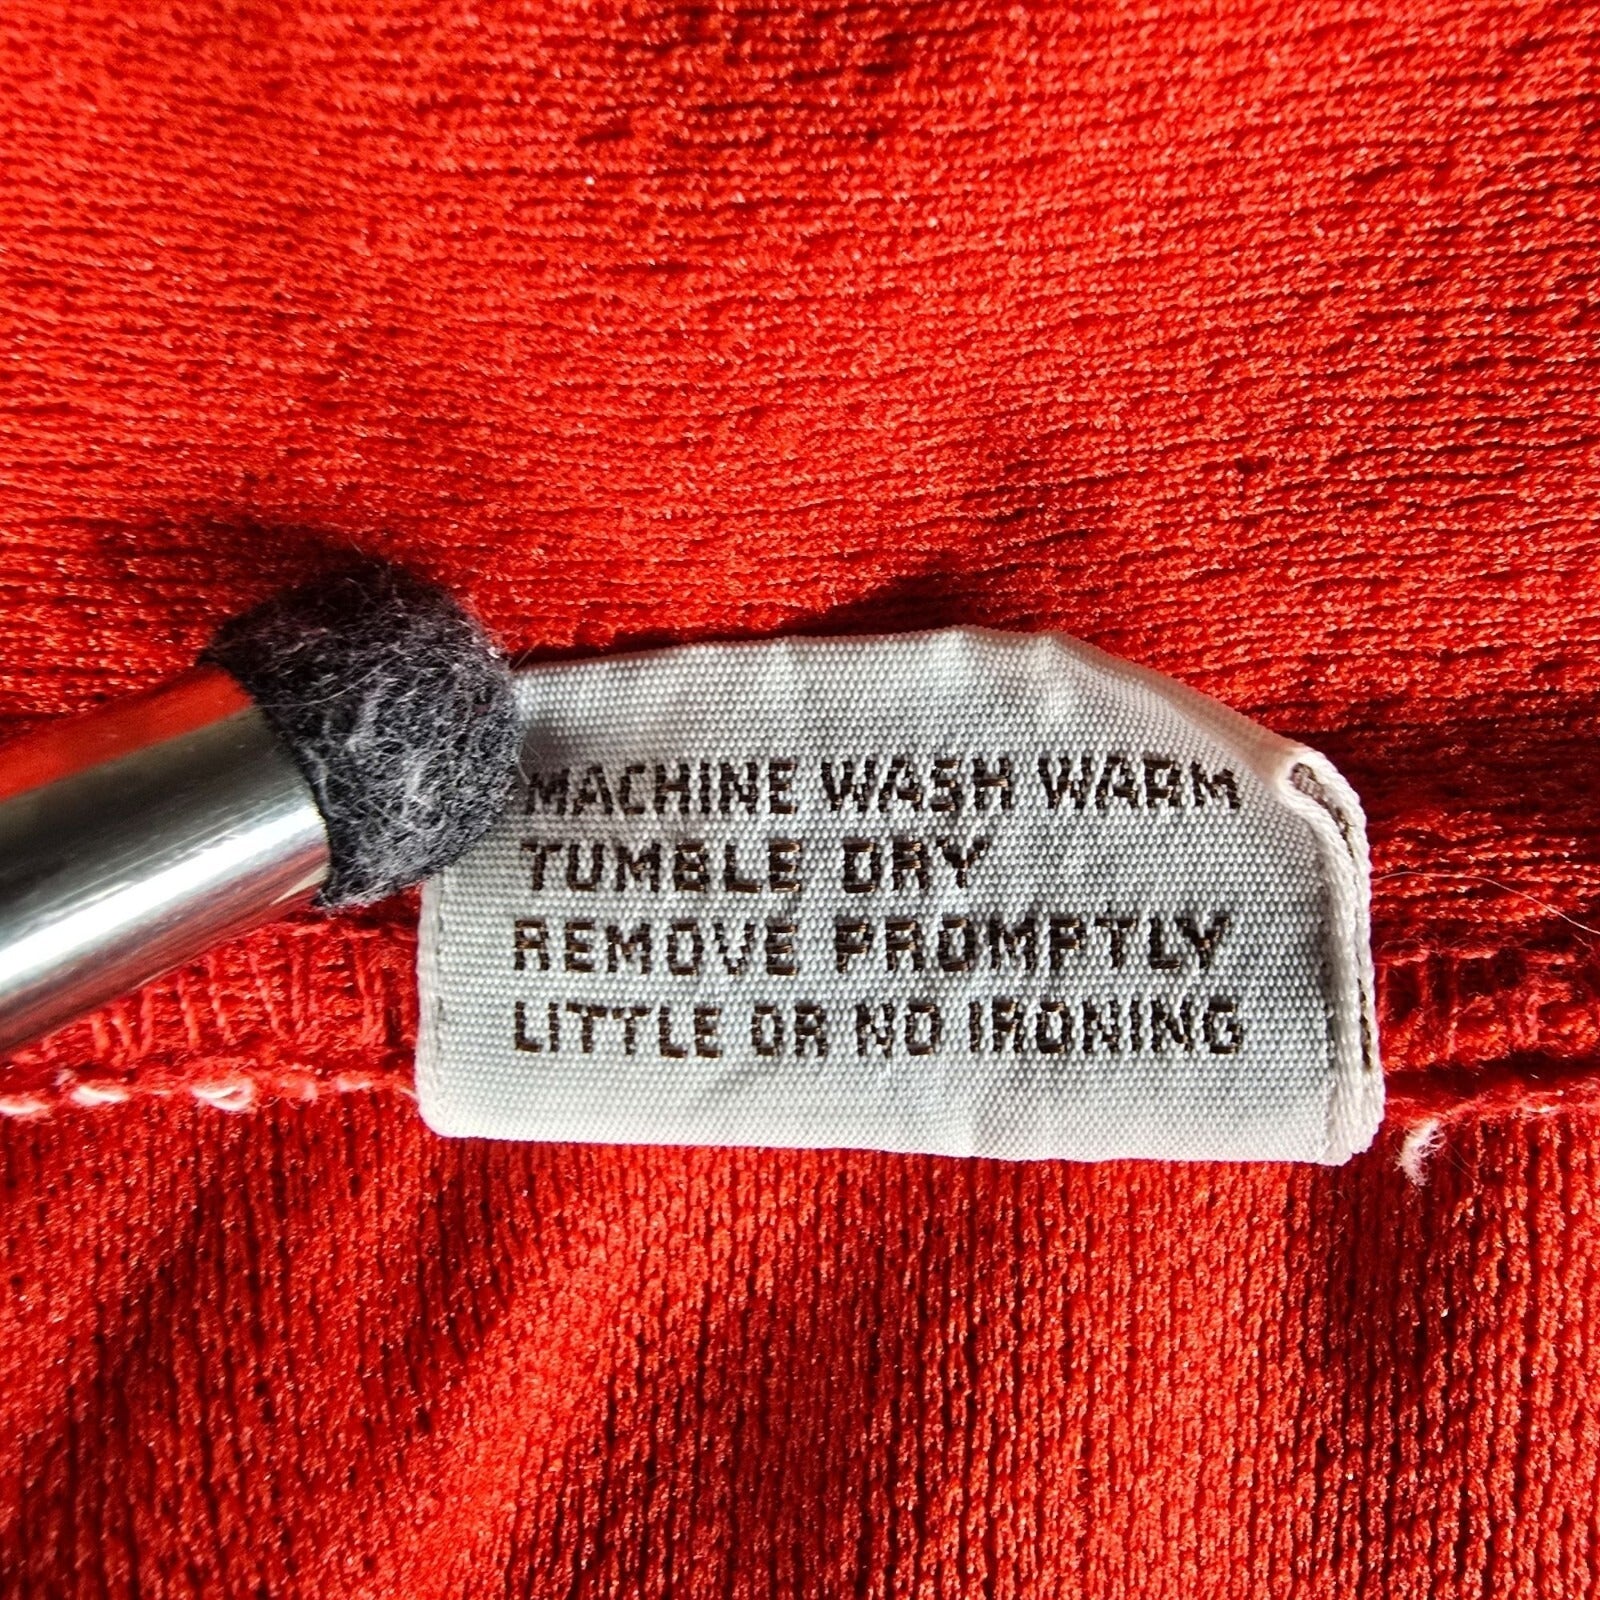 MACHINE WASH WARM
TUMBLE DRY
REMOVE PROMPTLY
LITTLE OR NO IRONING